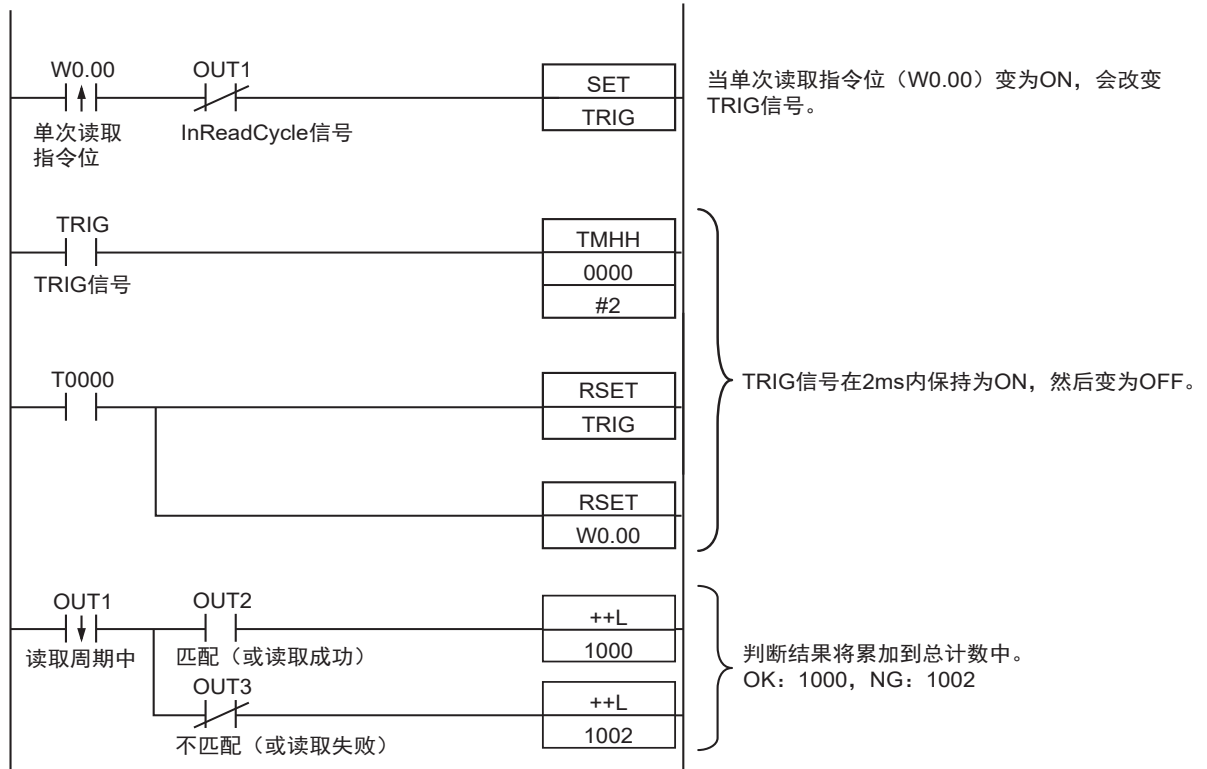 W0.00
OUT1
SET
TRIG
单次读取
指令位
InReadCycle信号
当单次读取指令位（W0.00）变为ON，会改变
TRIG信号。
TRIG
TRIG信号
TMHH
0000
#2
T0000
RSET
TRIG
RSET
W0.00
TRIG信号在2ms内保持为ON，然后变为OFF。
OUT1
读取周期中
OUT2
匹配（或读取成功）
++L
1000
OUT3
不匹配（或读取失败）
++L
1002
判断结果将累加到总计数中。
OK：1000，NG：1002